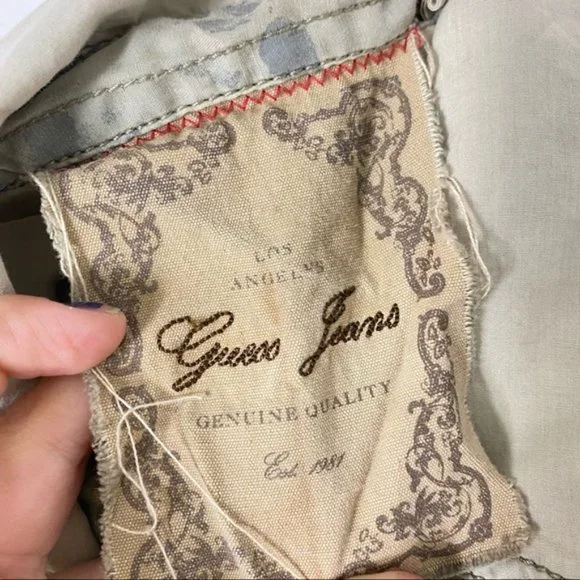 LOS
ANGELES
Guess Jeans
GENUINE QUALITY
Est. 1981